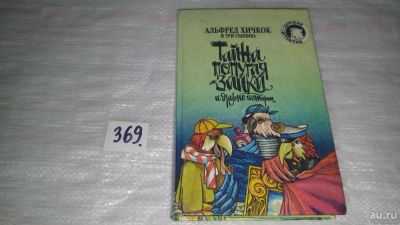 АЛЬФРЕД ХИЧКОК
И ТРИ СЫЩИКА
ТАЙНА
ПОПУГАЯ
-ЗАИКИ
и другие истории
369
au.ru